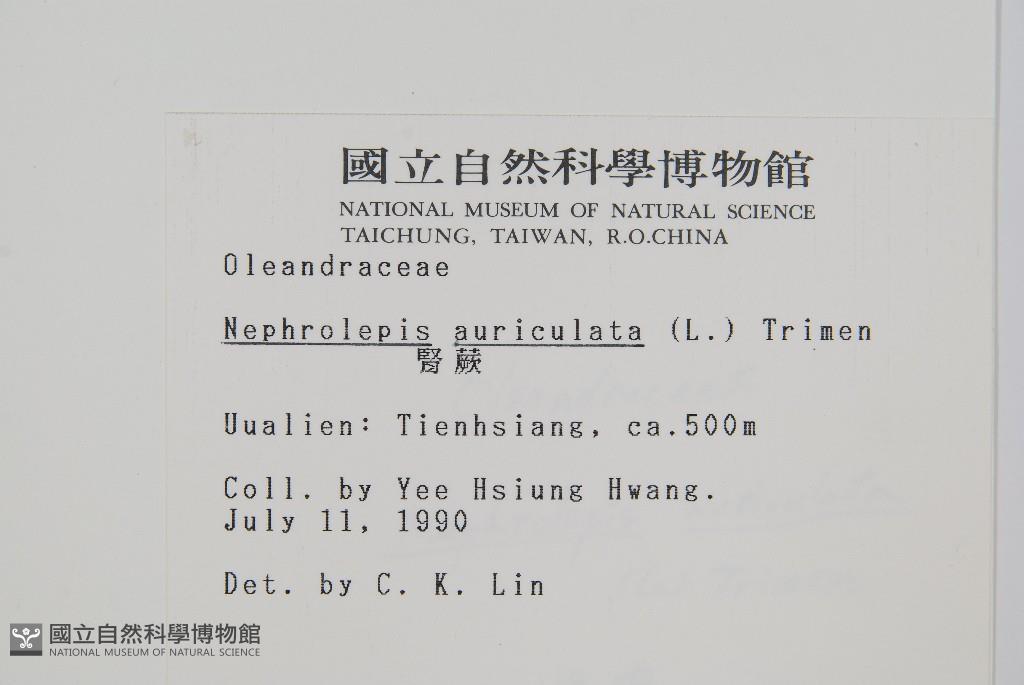 國立自然科學博物館
NATIONAL MUSEUM OF NATURAL SCIENCE
TAICHUNG, TAIWAN, R.O.CHINA
Oleandraceae
Nephrolepis auriculata (L.) Trimen
腎蕨
Uualien: Tienhsiang, ca.500m
Coll. by Yee Hsiung Hwang.
July 11, 1990
Det. by C. K. Lin
國立自然科學博物館
NATIONAL MUSEUM OF NATURAL SCIENCE